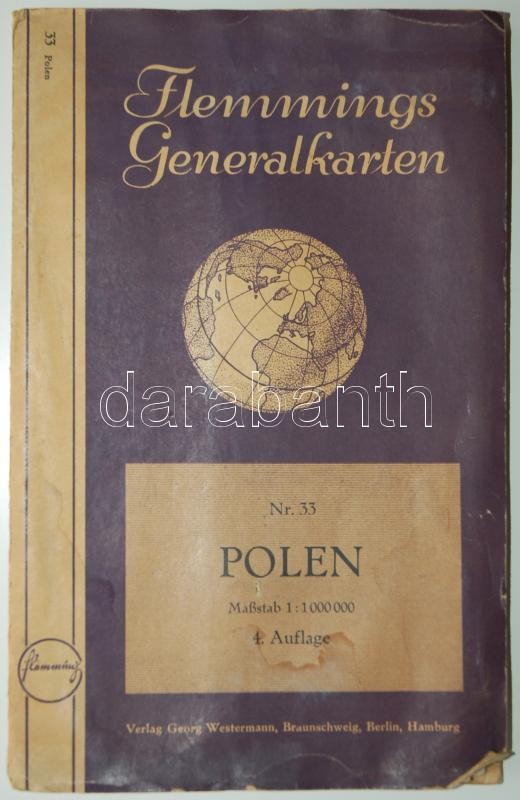 33 Polen
Flemmings
Generalkarten
darabanth
Nr. 33
POLEN
Maßstab 1:1000000
4. Auflage
flemming
Verlag Georg Westermann, Braunschweig, Berlin, Hamburg